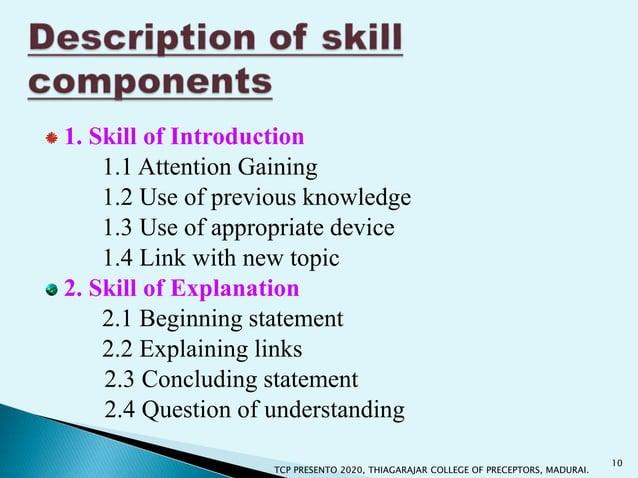 Description of skill
components
1. Skill of Introduction
1.1 Attention Gaining
1.2 Use of previous knowledge
1.3 Use of appropriate device
1.4 Link with new topic
2. Skill of Explanation
2.1 Beginning statement
2.2 Explaining links
2.3 Concluding statement
2.4 Question of understanding
10
TCP PRESENTO 2020, THIAGARAJAR COLLEGE OF PRECEPTORS, MADURAI.